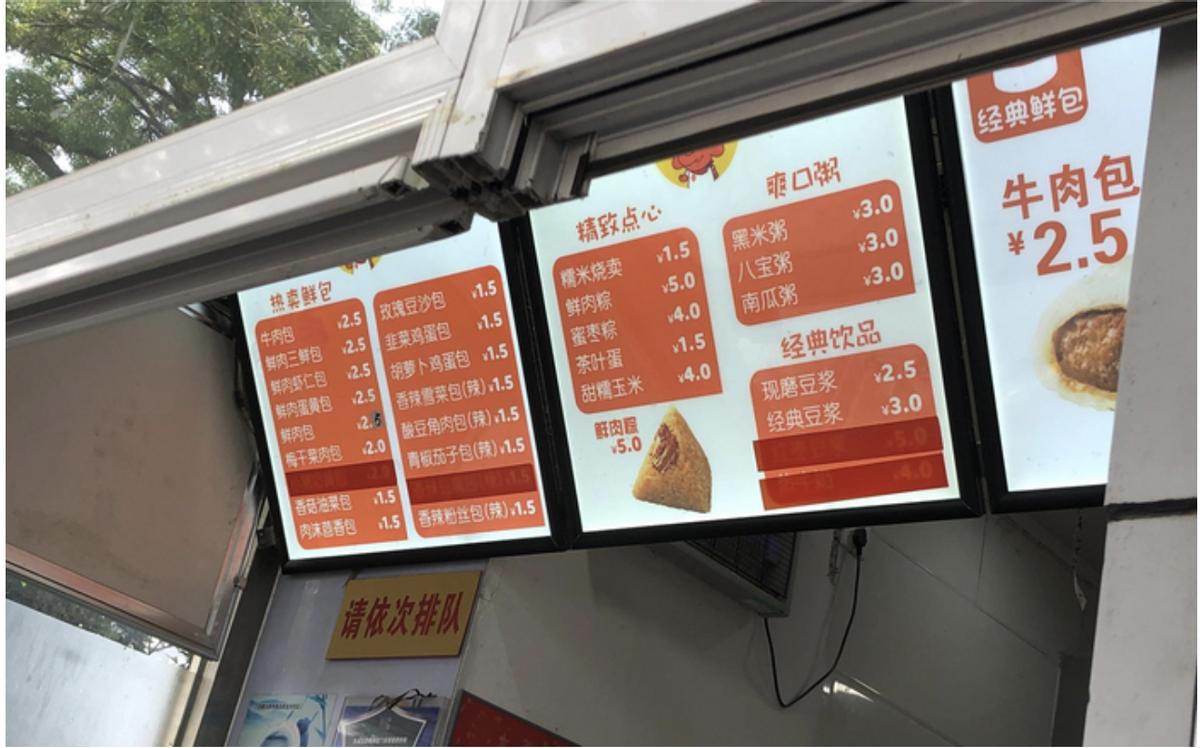 热卖鲜包
牛肉包 ¥2.5
鲜肉三鲜包 ¥2.5
鲜肉虾仁包 ¥2.5
鲜肉蛋黄包 ¥2.5
鲜肉包
梅干菜肉包 ¥2.0
香菇油菜包 ¥1.5
肉沫茴香包 ¥1.5
玫瑰豆沙包 ¥1.5
韭菜鸡蛋包 ¥1.5
胡萝卜鸡蛋包 ¥1.5
香辣雪菜包(辣) ¥1.5
酸豆角肉包(辣) ¥1.5
青椒茄子包(辣) ¥1.5
香辣粉丝包(辣) ¥1.5
精致点心
糯米烧卖 ¥1.5
鲜肉粽 ¥5.0
蜜枣粽 ¥4.0
茶叶蛋 ¥1.5
甜糯玉米 ¥4.0
鲜肉粽
¥5.0
爽口粥
黑米粥 ¥3.0
八宝粥 ¥3.0
南瓜粥 ¥3.0
经典饮品
现磨豆浆 ¥2.5
经典豆浆 ¥3.0
¥5.0
¥4.0
经典鲜包
牛肉包
¥2.5
请依次排队